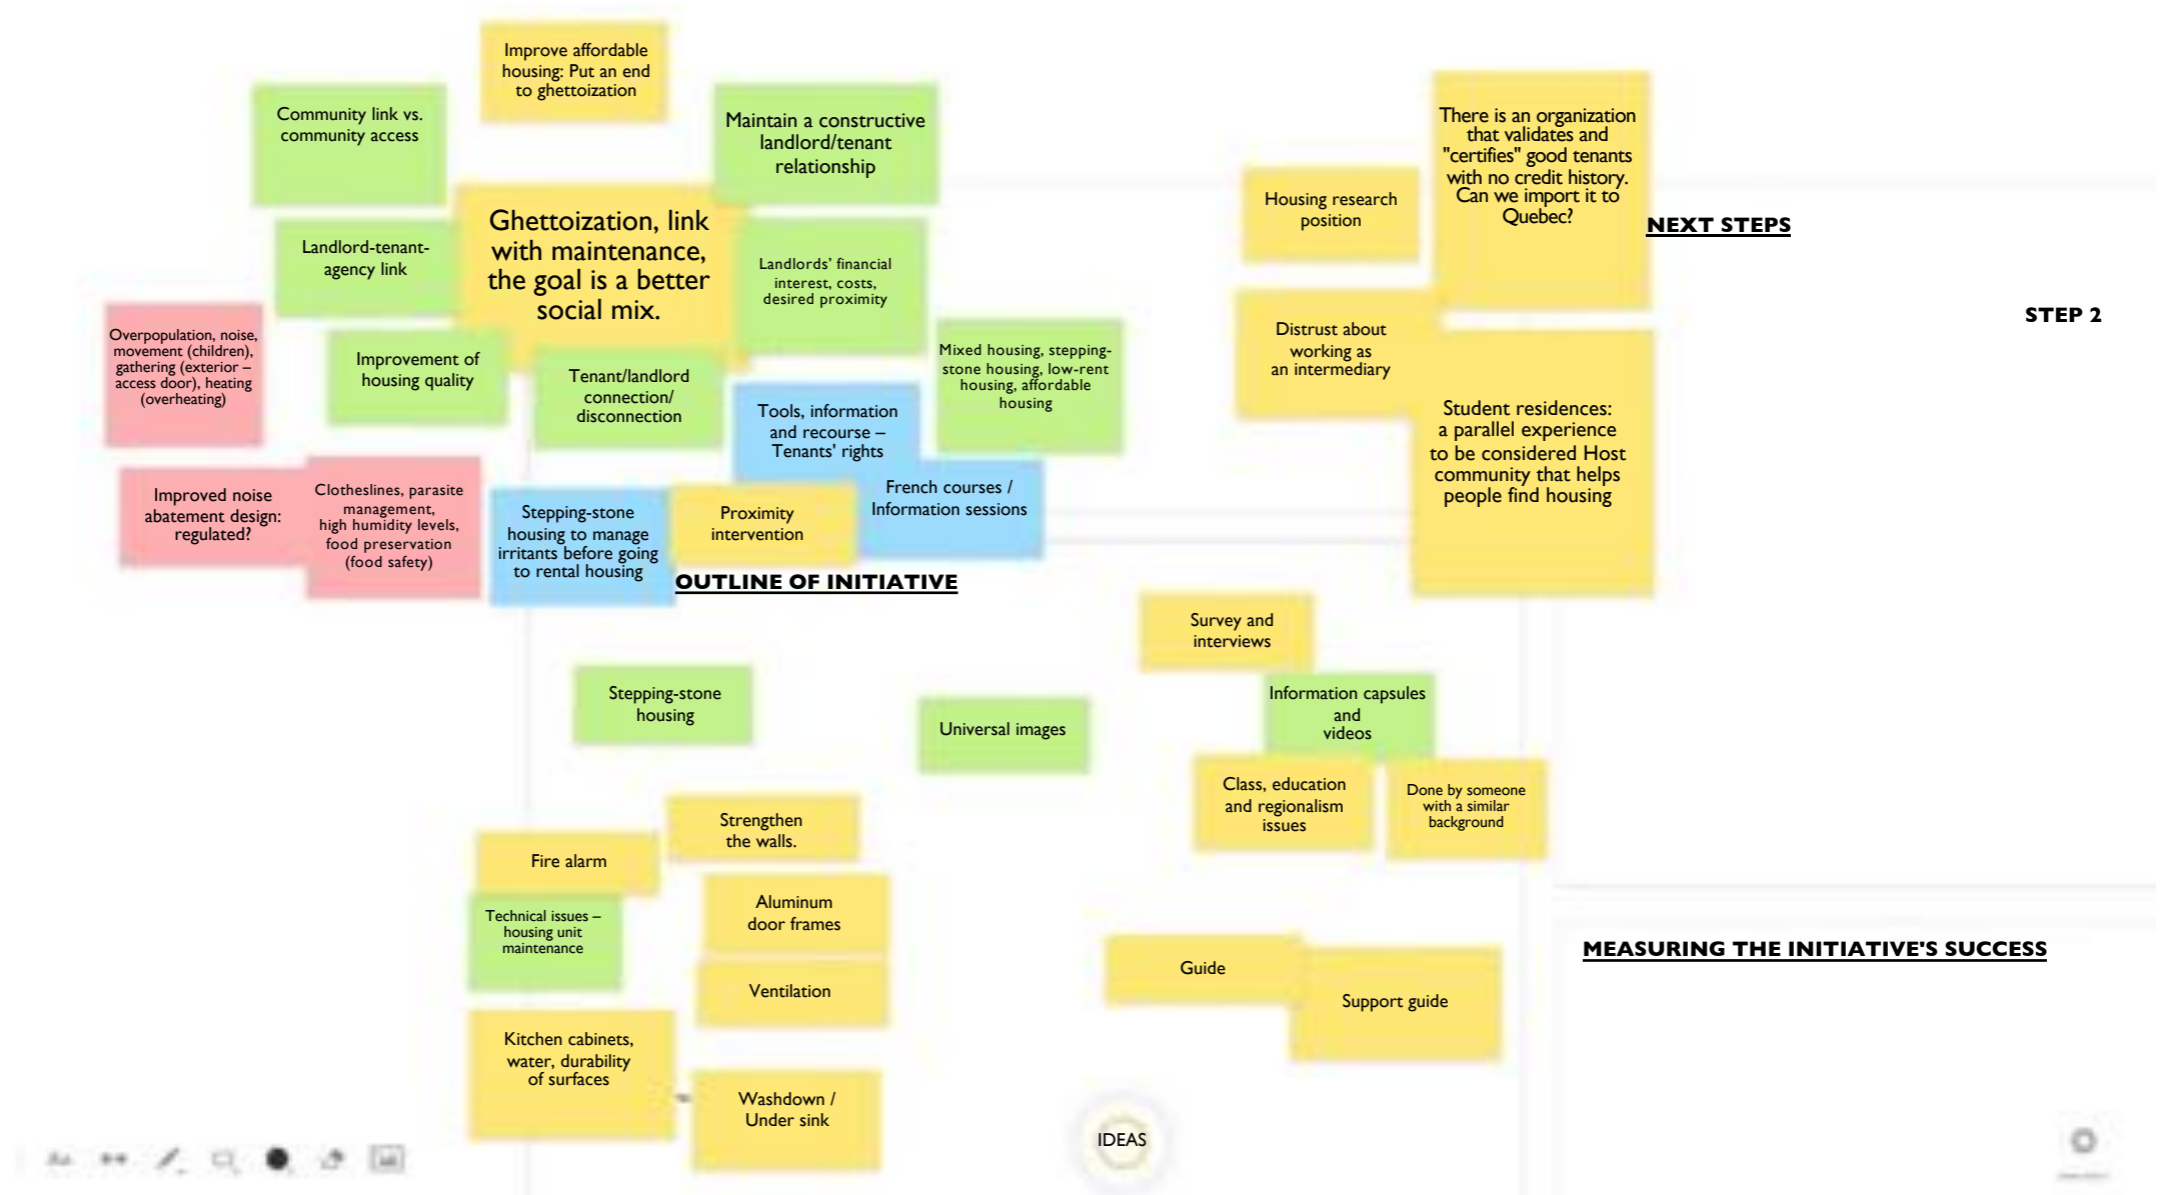 Improve affordable
housing: Put an end
to ghettoization
Community link vs.
community access
Maintain a constructive
landlord/tenant
relationship
Ghettoization, link
with maintenance,
the goal is a better
social mix.
Landlord-tenant-
agency link
Landlords' financial
interest, costs,
desired proximity
Overpopulation, noise,
movement (children),
gathering (exterior –
access door), heating
(overheating)
Improvement of
housing quality
Tenant/landlord
connection/
disconnection
Mixed housing, stepping-
stone housing, low-rent
housing, affordable
housing
Tools, information
and recourse –
Tenants' rights
Improved noise
abatement design:
regulated?
Clotheslines, parasite
management,
high humidity levels,
food preservation
(food safety)
Stepping-stone
housing to manage
irritants before going
to rental housing
Proximity
intervention
French courses /
Information sessions
OUTLINE OF INITIATIVE
There is an organization
that validates and
"certifies" good tenants
with no credit history.
Can we import it to
Quebec?
Housing research
position
NEXT STEPS
STEP 2
Distrust about
working as
an intermediary
Student residences:
a parallel experience
to be considered Host
community that helps
people find housing
Survey and
interviews
Stepping-stone
housing
Universal images
Information capsules
and
videos
Class, education
and regionalism
issues
Done by someone
with a similar
background
Strengthen
the walls.
Fire alarm
Technical issues –
housing unit
maintenance
Aluminum
door frames
Ventilation
Kitchen cabinets,
water, durability
of surfaces
Washdown /
Under sink
Guide
Support guide
MEASURING THE INITIATIVE'S SUCCESS
IDEAS